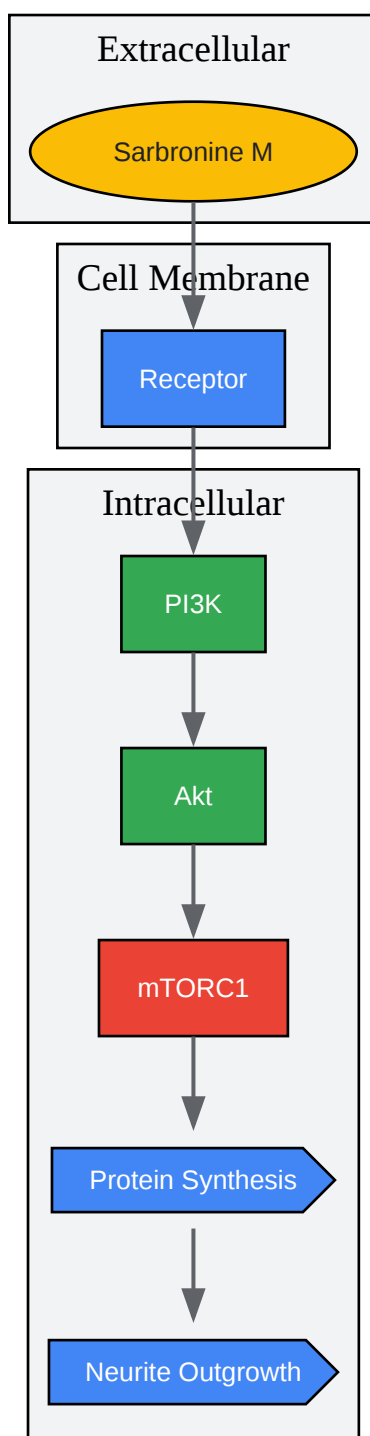 Extracellular
Sarbronine M
Cell Membrane
Receptor
Intracellular
PI3K
Akt
mTORC1
Protein Synthesis
Neurite Outgrowth